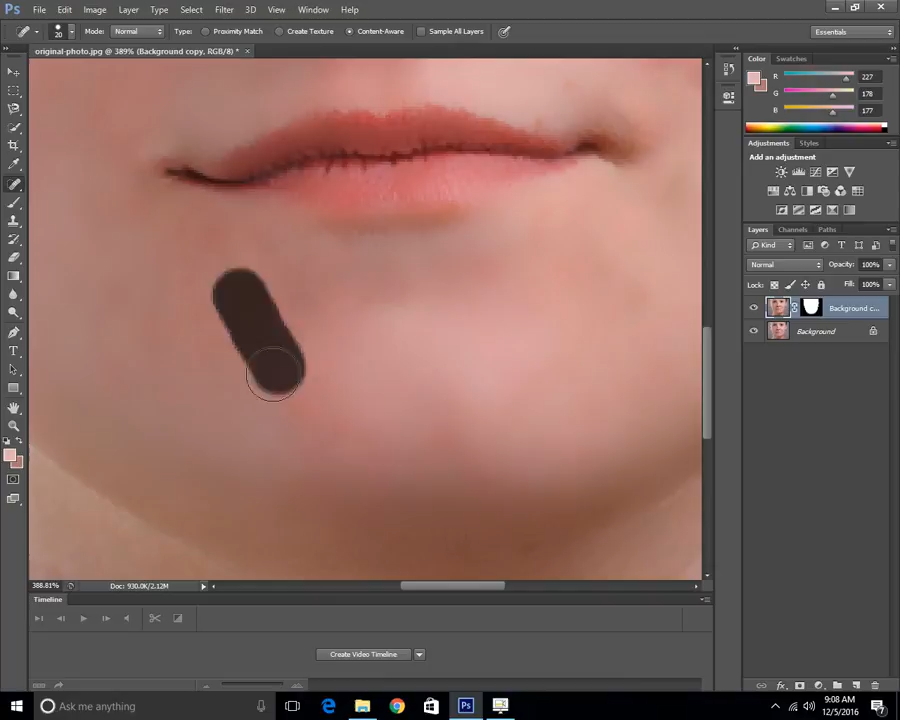 Ps File Edit Image Layer Type Select Filter 3D View Window Help
20 Mode: Normal Type: Proximity Match Create Texture Content-Aware Sample All Layers Essentials
original-photo.jpg @ 389% (Background copy, RGB/8) *
Color Swatches
R 227
G 178
B 177
Adjustments Styles
Add an adjustment
Layers Channels Paths
Kind
Normal Opacity: 100%
Lock: Fill: 100%
Background c...
Background
388.81% Doc: 930.0K/2.12M
Timeline
Create Video Timeline
Ask me anything
9:08 AM
12/5/2016